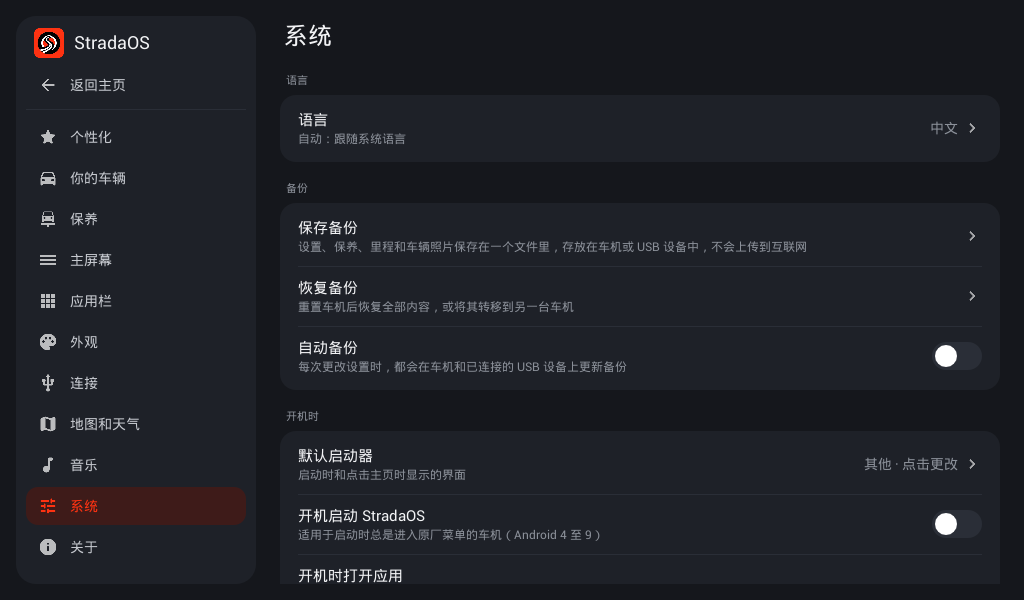 StradaOS
返回主页
个性化
你的车辆
保养
主屏幕
应用栏
外观
连接
地图和天气
音乐
系统
关于
系统
语言
语言
自动：跟随系统语言
中文
备份
保存备份
设置、保养、里程和车辆照片保存在一个文件里，存放在车机或 USB 设备中，不会上传到互联网
恢复备份
重置车机后恢复全部内容，或将其转移到另一台车机
自动备份
每次更改设置时，都会在车机和已连接的 USB 设备上更新备份
开机时
默认启动器
启动时和点击主页时显示的界面
其他 · 点击更改
开机启动 StradaOS
适用于启动时总是进入原厂菜单的车机（Android 4 至 9）
开机时打开应用